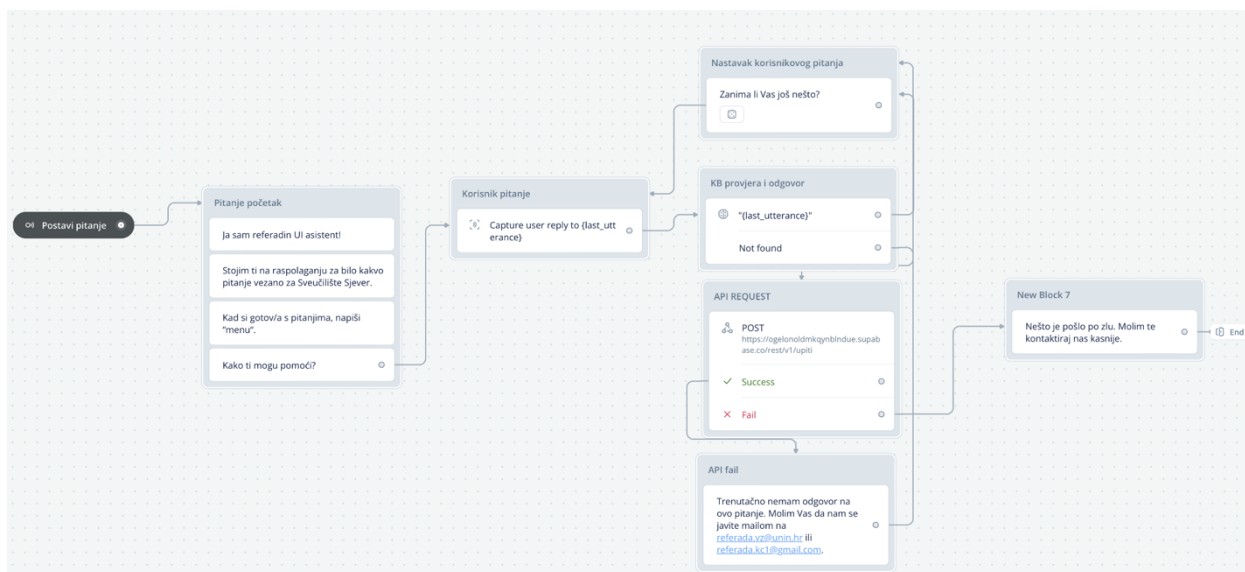 Postavi pitanje
Pitanje početak
Ja sam referadin UI asistent!
Stojim ti na raspolaganju za bilo kakvo
pitanje vezano za Sveučilište Sjever.
Kad si gotov/a s pitanjima, napiši
"menu".
Kako ti mogu pomoći?
Korisnik pitanje
Capture user reply to {last_utt
erance}
Nastavak korisnikovog pitanja
Zanima li Vas još nešto?
KB provjera i odgovor
"{last_utterance}"
Not found
API REQUEST
POST
https://ogelonoldmkqynblndue.supab
ase.co/rest/v1/upiti
Success
Fail
API fail
Trenutačno nemam odgovor na
ovo pitanje. Molim Vas da nam se
javite mailom na
referada.vz@unin.hr ili
referada.kc1@gmail.com.
New Block 7
Nešto je pošlo po zlu. Molim te
kontaktiraj nas kasnije.
End